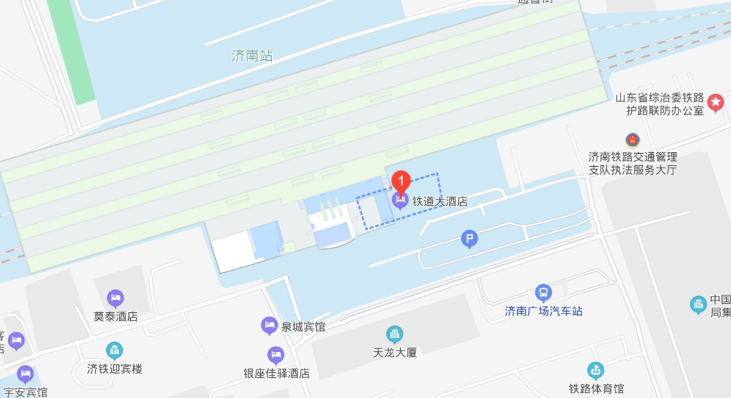 济南站
山东省综治委铁路
护路联防办公室
济南铁路交通管理
支队执法服务大厅
1
铁道大酒店
P
中国
局集
莫泰酒店
济南广场汽车站
泉城宾馆
天龙大厦
济铁迎宾楼
银座佳驿酒店
宇安宾馆
铁路体育馆